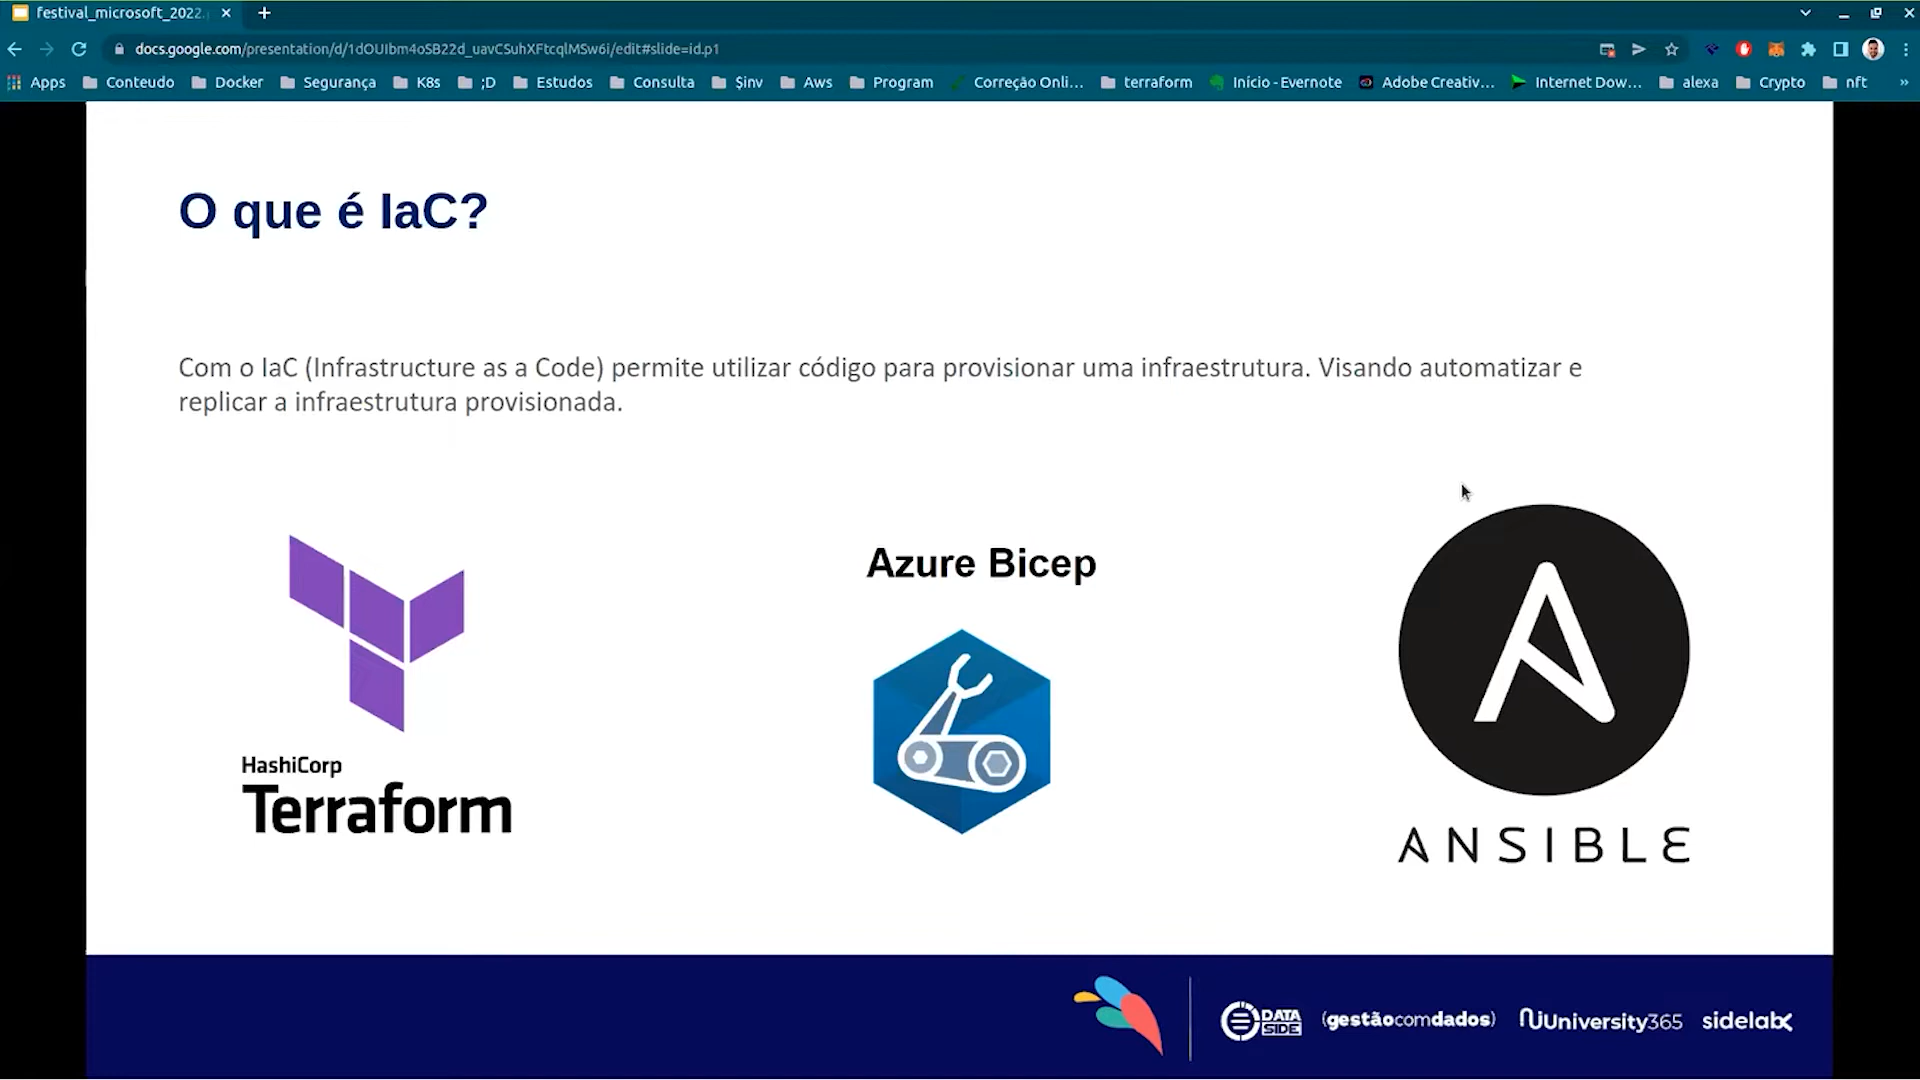 festival_microsoft_2022.
docs.google.com/presentation/d/1dOUIbm4oSB22d_uavCSuhXFtcqlMSw6i/edit#slide=id.p1
Apps Conteudo Docker Segurança K8s ;D Estudos Consulta $inv Aws Program Correção Onli... terraform Início - Evernote Adobe Creativ... Internet Dow... alexa Crypto nft »
O que é IaC?
Com o IaC (Infrastructure as a Code) permite utilizar código para provisionar uma infraestrutura. Visando automatizar e
replicar a infraestrutura provisionada.
Azure Bicep
HashiCorp
Terraform
ANSIBLE
DATA
SIDE
(gestãocomdados)
University365
sidelabx